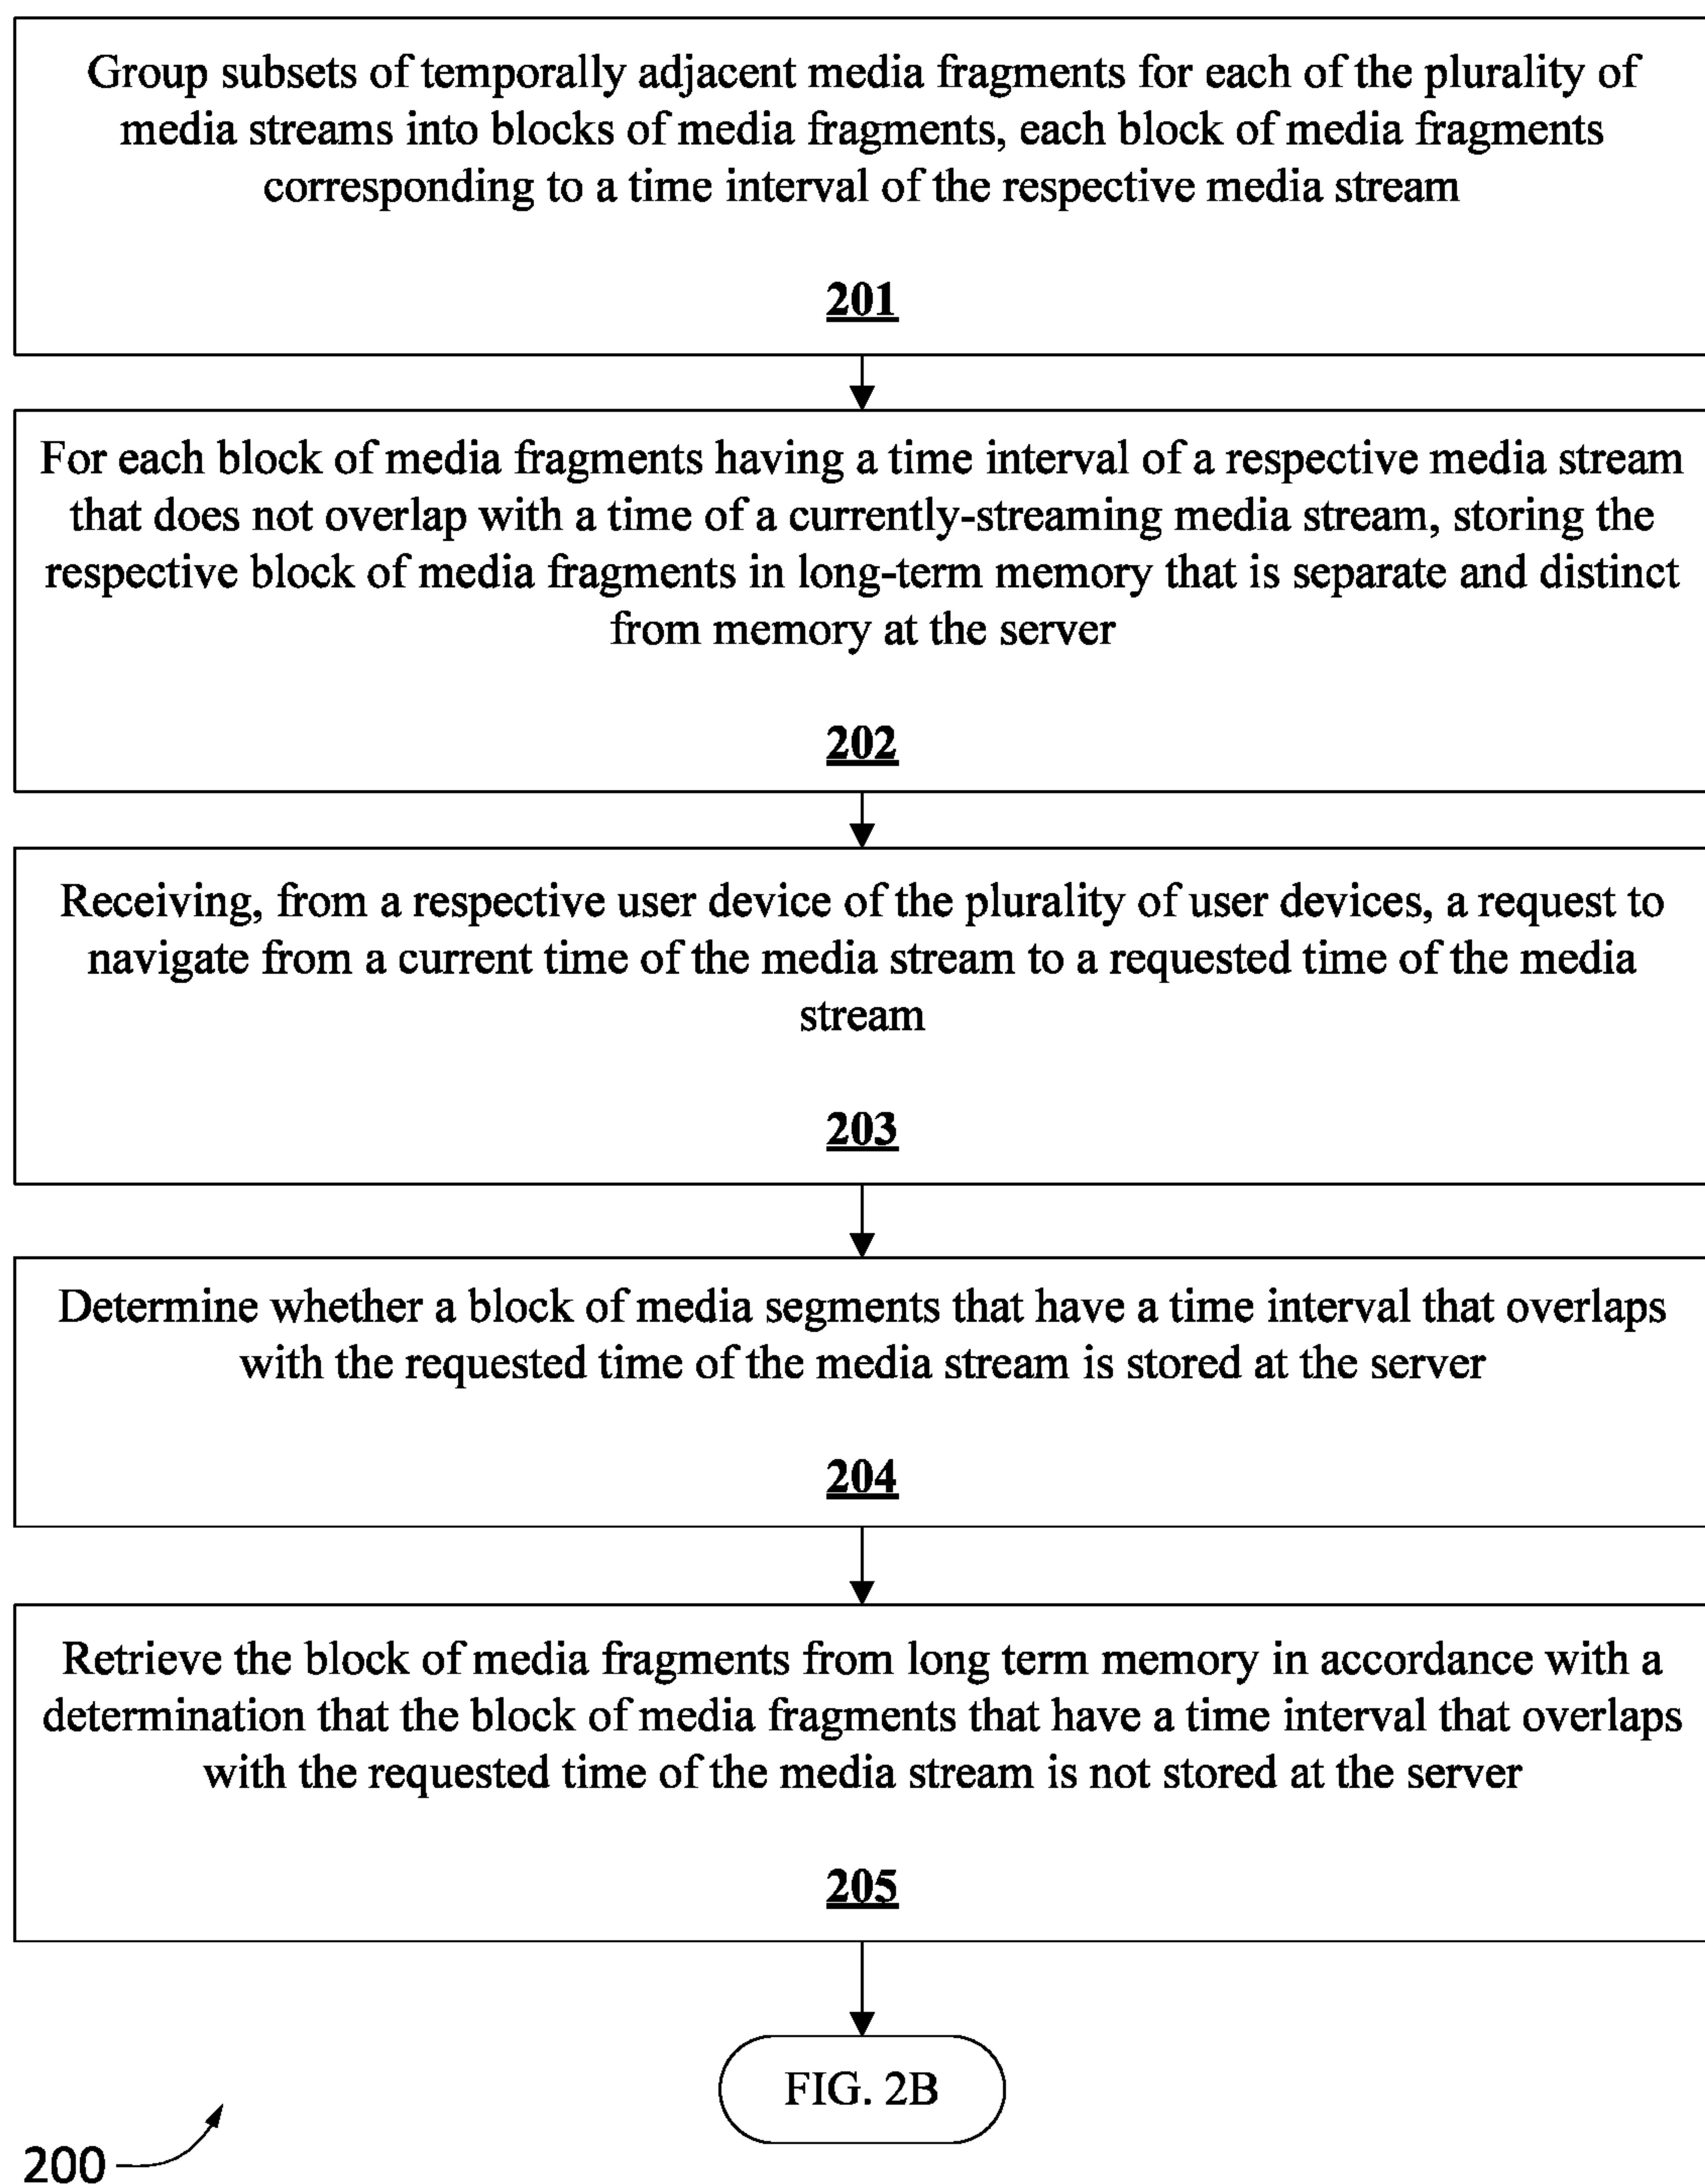 Group subsets of temporally adjacent media fragments for each of the plurality of
media streams into blocks of media fragments, each block of media fragments
corresponding to a time interval of the respective media stream
201
For each block of media fragments having a time interval of a respective media stream
that does not overlap with a time of a currently-streaming media stream, storing the
respective block of media fragments in long-term memory that is separate and distinct
from memory at the server
202
Receiving, from a respective user device of the plurality of user devices, a request to
navigate from a current time of the media stream to a requested time of the media
stream
203
Determine whether a block of media segments that have a time interval that overlaps
with the requested time of the media stream is stored at the server
204
Retrieve the block of media fragments from long term memory in accordance with a
determination that the block of media fragments that have a time interval that overlaps
with the requested time of the media stream is not stored at the server
205
FIG. 2B
200